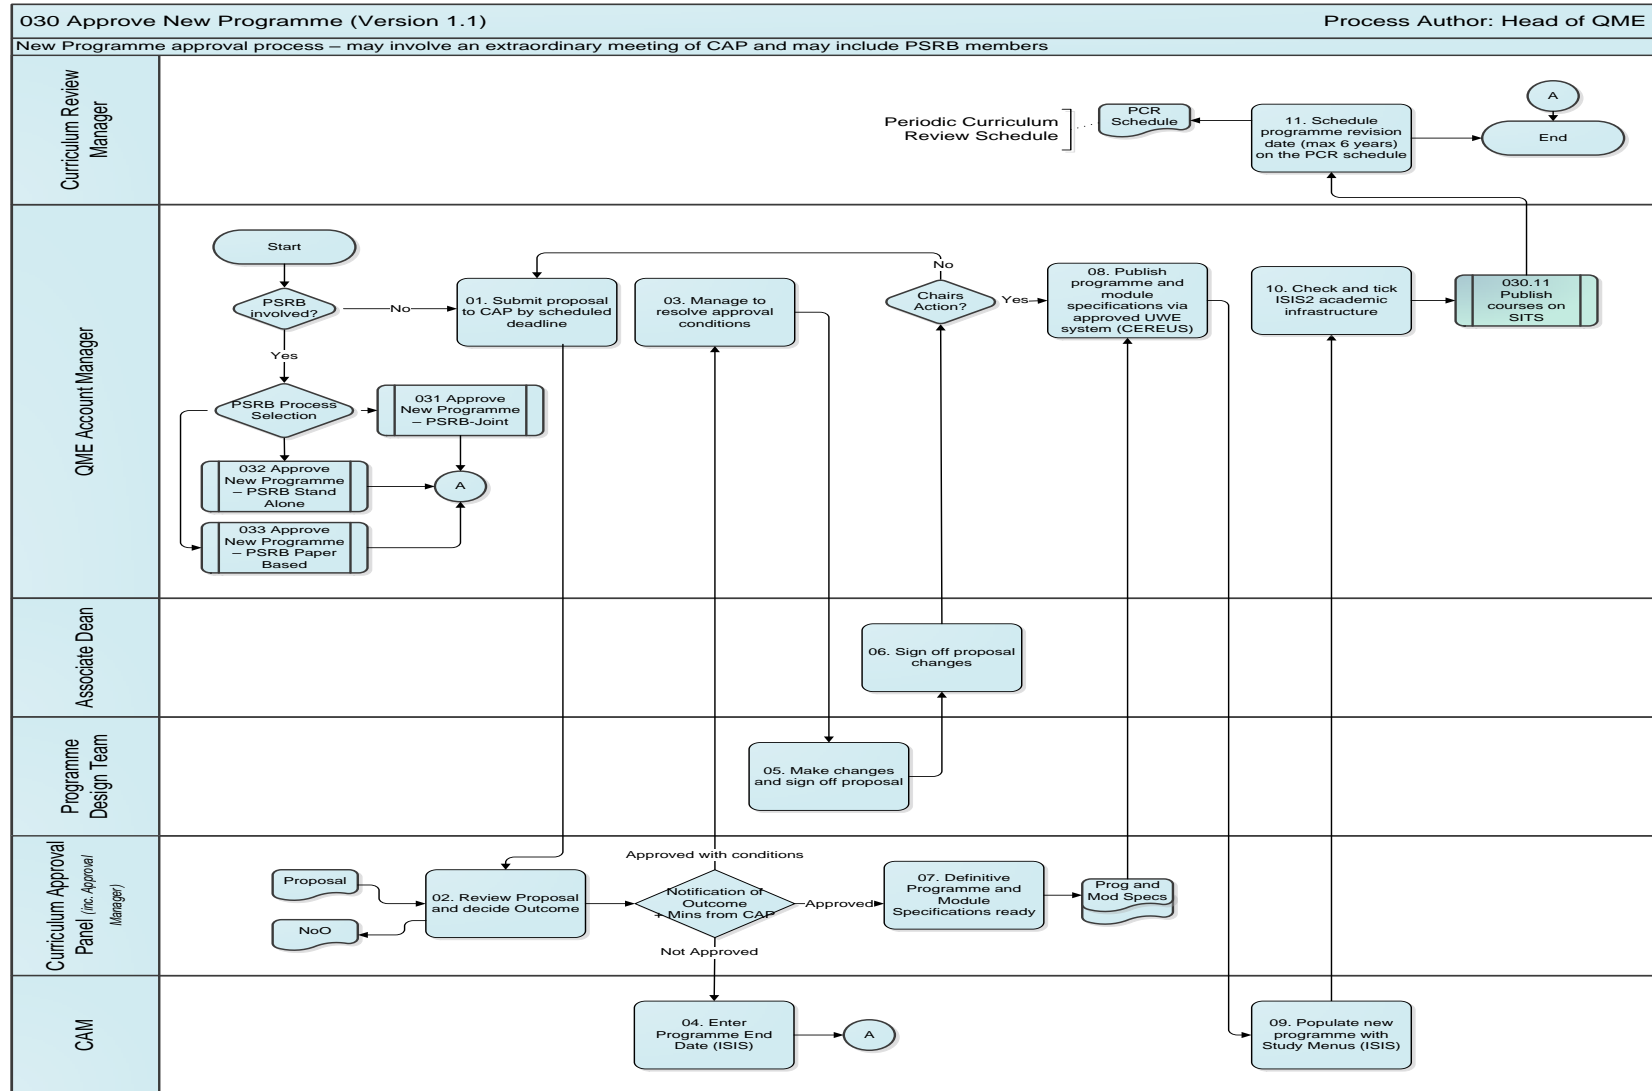 030 Approve New Programme (Version 1.1)
Process Author: Head of QME
New Programme approval process – may involve an extraordinary meeting of CAP and may include PSRB members
Curriculum Review
Manager
Periodic Curriculum
Review Schedule
PCR
Schedule
11. Schedule
programme revision
date (max 6 years)
on the PCR schedule
A
End
QME Account Manager
Start
PSRB
involved?
No
Yes
PSRB Process
Selection
031 Approve
New Programme
– PSRB-Joint
032 Approve
New Programme
– PSRB Stand
Alone
A
033 Approve
New Programme
– PSRB Paper
Based
01. Submit proposal
to CAP by scheduled
deadline
03. Manage to
resolve approval
conditions
No
Chairs
Action?
Yes
08. Publish
programme and
module
specifications via
approved UWE
system (CEREUS)
10. Check and tick
ISIS2 academic
infrastructure
030.11
Publish
courses on
SITS
Associate Dean
06. Sign off proposal
changes
Programme
Design Team
05. Make changes
and sign off proposal
Curriculum Approval
Panel (inc. Approval
Manager)
Proposal
NoO
02. Review Proposal
and decide Outcome
Approved with conditions
Notification of
Outcome
+ Mins from CAP
Approved
Not Approved
07. Definitive
Programme and
Module
Specifications ready
Prog and
Mod Specs
CAM
04. Enter
Programme End
Date (ISIS)
A
09. Populate new
programme with
Study Menus (ISIS)